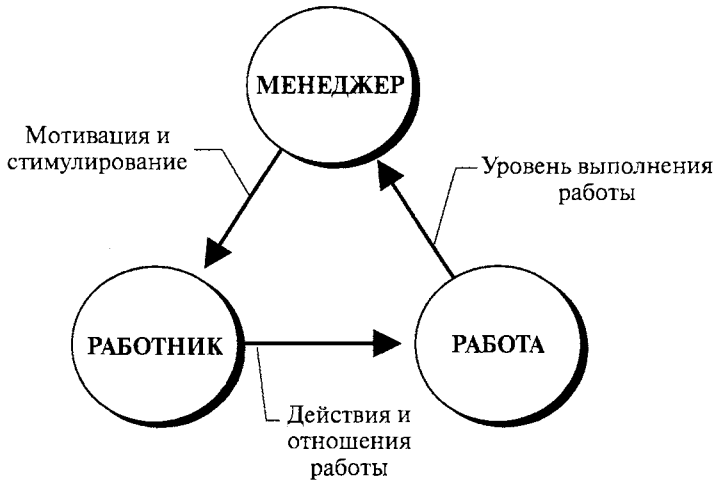 МЕНЕДЖЕР
Мотивация и
стимулирование
Уровень выполнения
работы
РАБОТНИК
РАБОТА
Действия и
отношения
работы